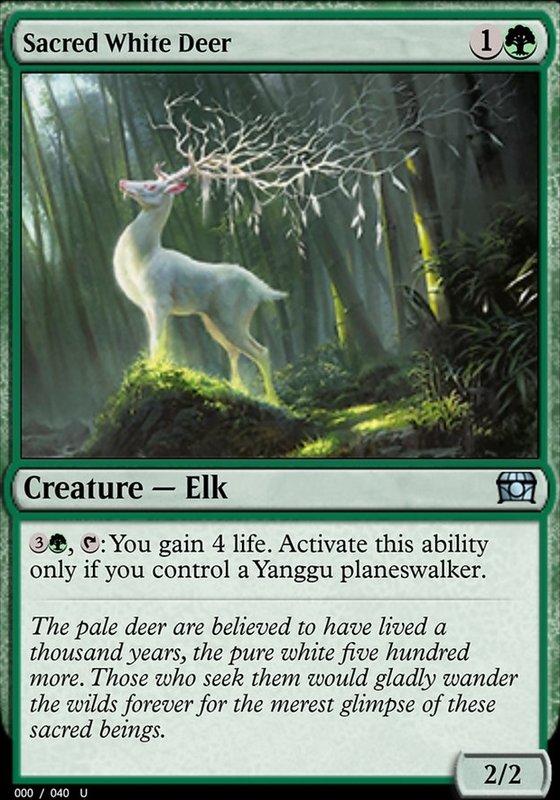 Sacred White Deer
1
Creature — Elk
3, : You gain 4 life. Activate this ability
only if you control a Yanggu planeswalker.
The pale deer are believed to have lived a
thousand years, the pure white five hundred
more. Those who seek them would gladly wander
the wilds forever for the merest glimpse of these
sacred beings.
2/2
000 / 040 U